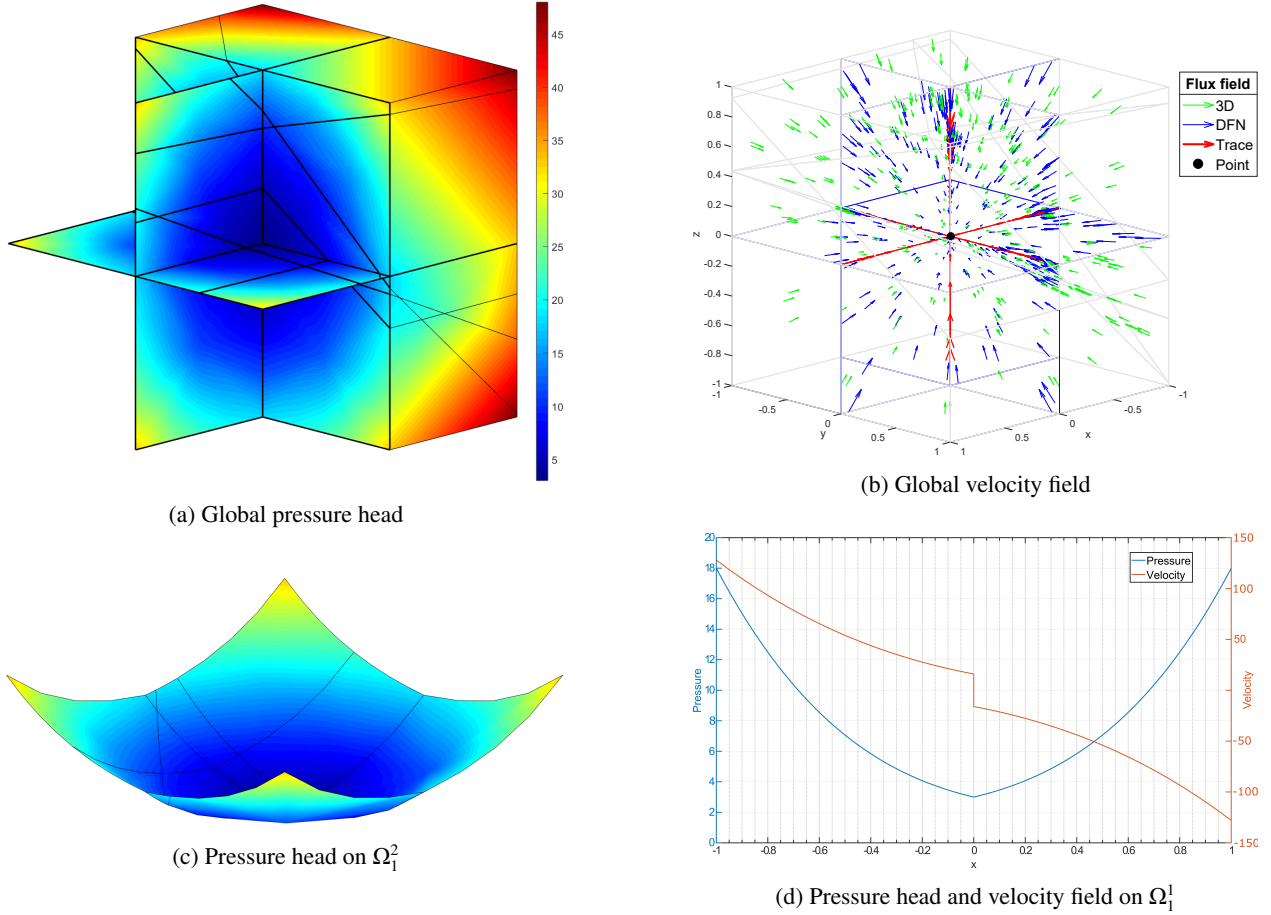 45
40
35
30
25
20
15
10
5
(a) Global pressure head
1
0.8
0.6
0.4
0.2
0
-0.2
-0.4
-0.6
-0.8
-1
z
-1
-0.5
0
0.5
1
y
1
0.5
0
-0.5
-1
x
Flux field
3D
DFN
Trace
Point
(b) Global velocity field
(c) Pressure head on Ω₁²
20
18
16
14
12
10
8
6
4
2
0
Pressure
150
100
50
0
-50
-100
-150
Velocity
Pressure
Velocity
-1 -0.8 -0.6 -0.4 -0.2 0 0.2 0.4 0.6 0.8 1
x
(d) Pressure head and velocity field on Ω₁¹